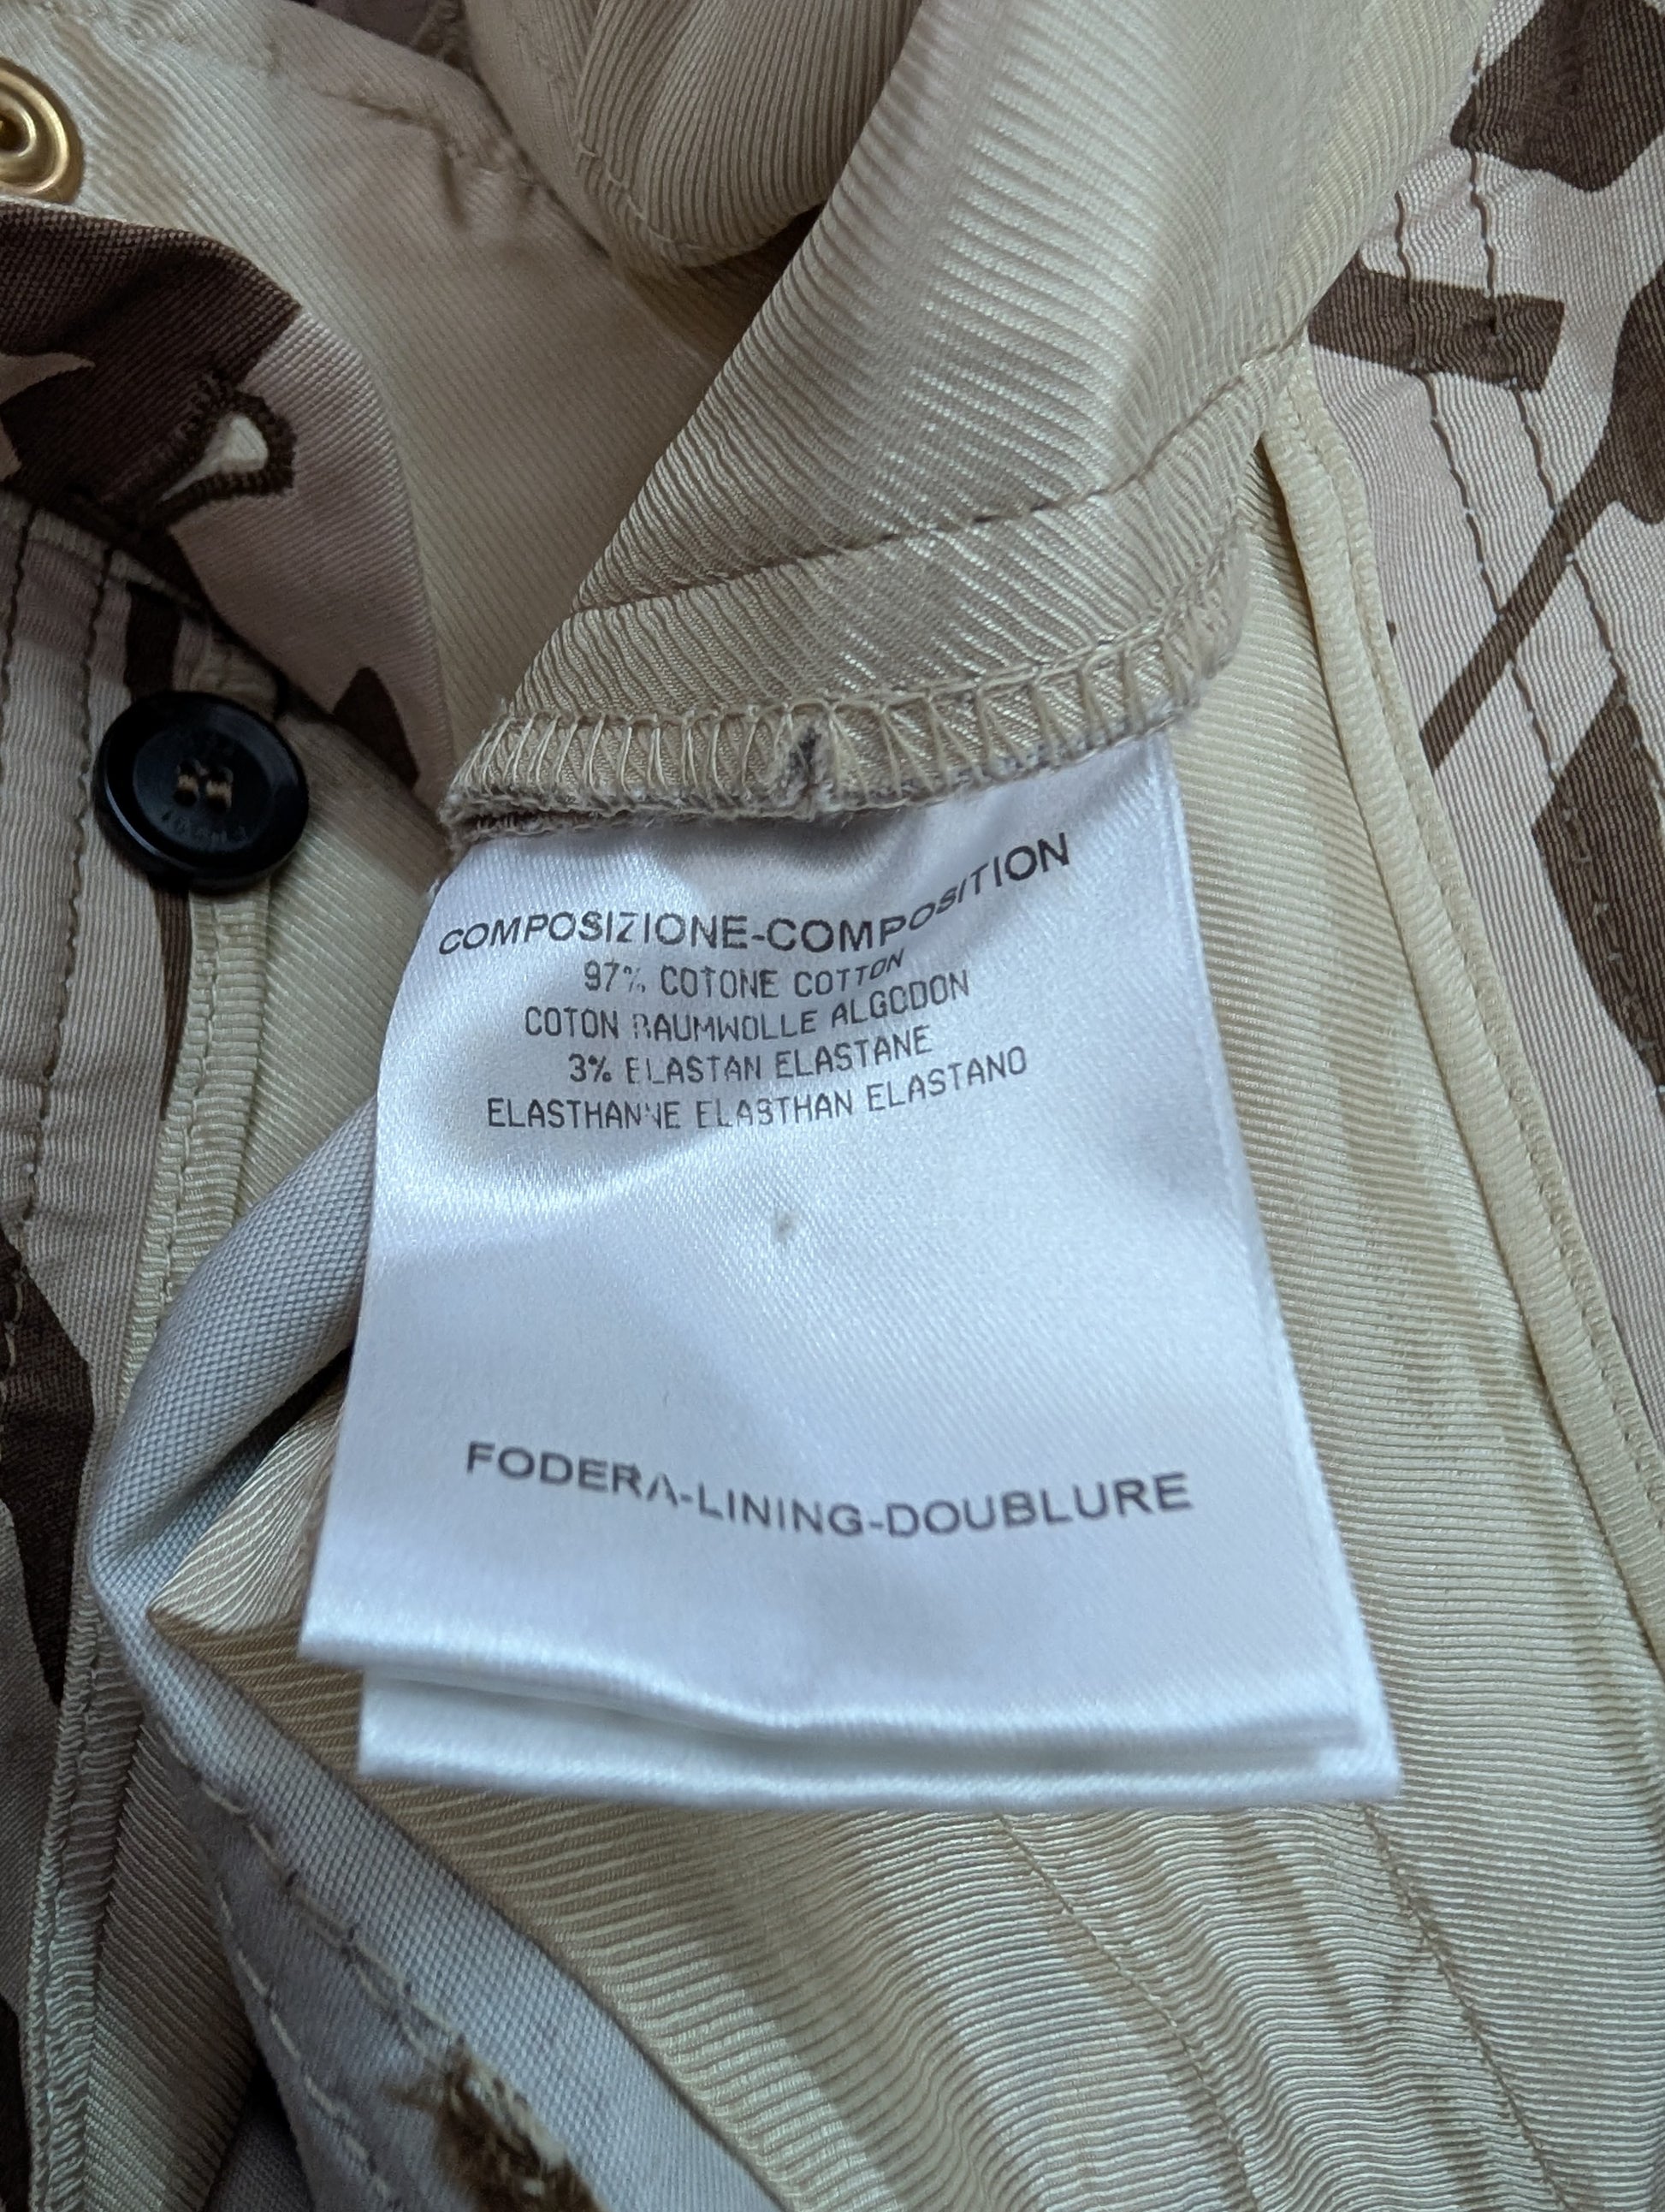 COMPOSIZIONE-COMPOSITION
97% COTONE COTTON
COTON BAUMWOLLE ALGODON
3% ELASTAN ELASTANE
ELASTHANNE ELASTHAN ELASTANO
FODERA-LINING-DOUBLURE